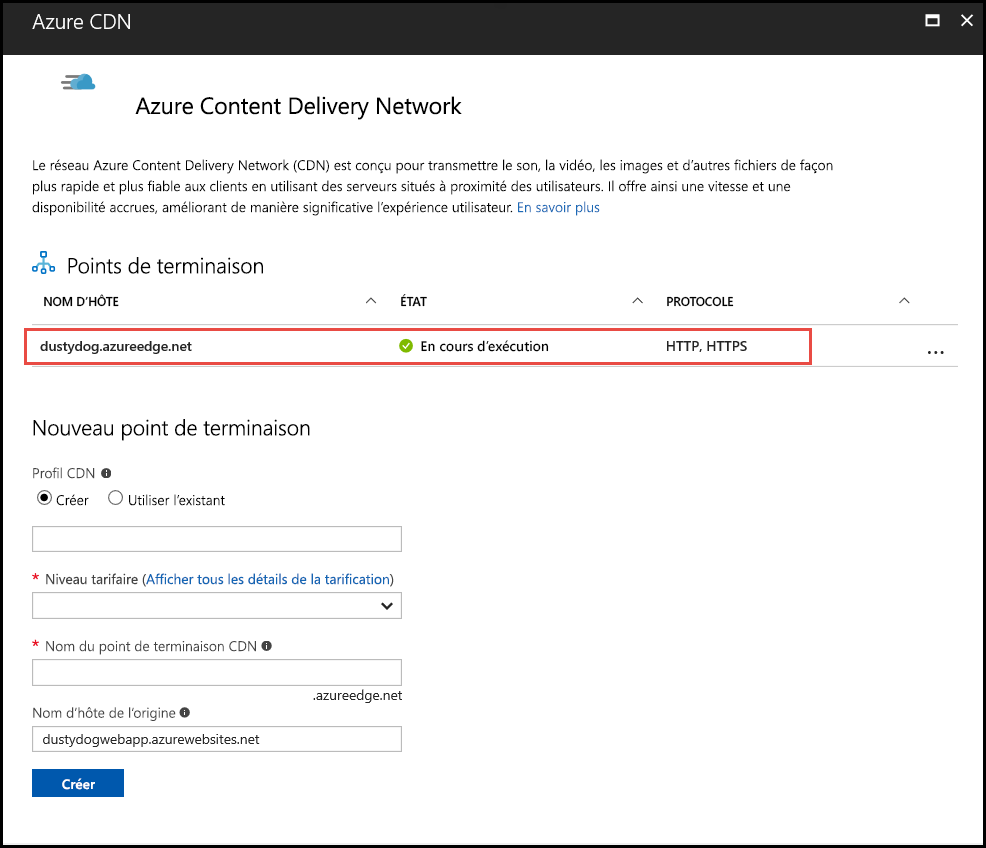 Azure CDN
Azure Content Delivery Network
Le réseau Azure Content Delivery Network (CDN) est conçu pour transmettre le son, la vidéo, les images et d’autres fichiers de façon
plus rapide et plus fiable aux clients en utilisant des serveurs situés à proximité des utilisateurs. Il offre ainsi une vitesse et une
disponibilité accrues, améliorant de manière significative l’expérience utilisateur. En savoir plus
Points de terminaison
NOM D’HÔTE ÉTAT PROTOCOLE
dustydog.azureedge.net En cours d’exécution HTTP, HTTPS ...
Nouveau point de terminaison
Profil CDN
Créer Utiliser l’existant
* Niveau tarifaire (Afficher tous les détails de la tarification)
* Nom du point de terminaison CDN
.azureedge.net
Nom d’hôte de l’origine
dustydogwebapp.azurewebsites.net
Créer